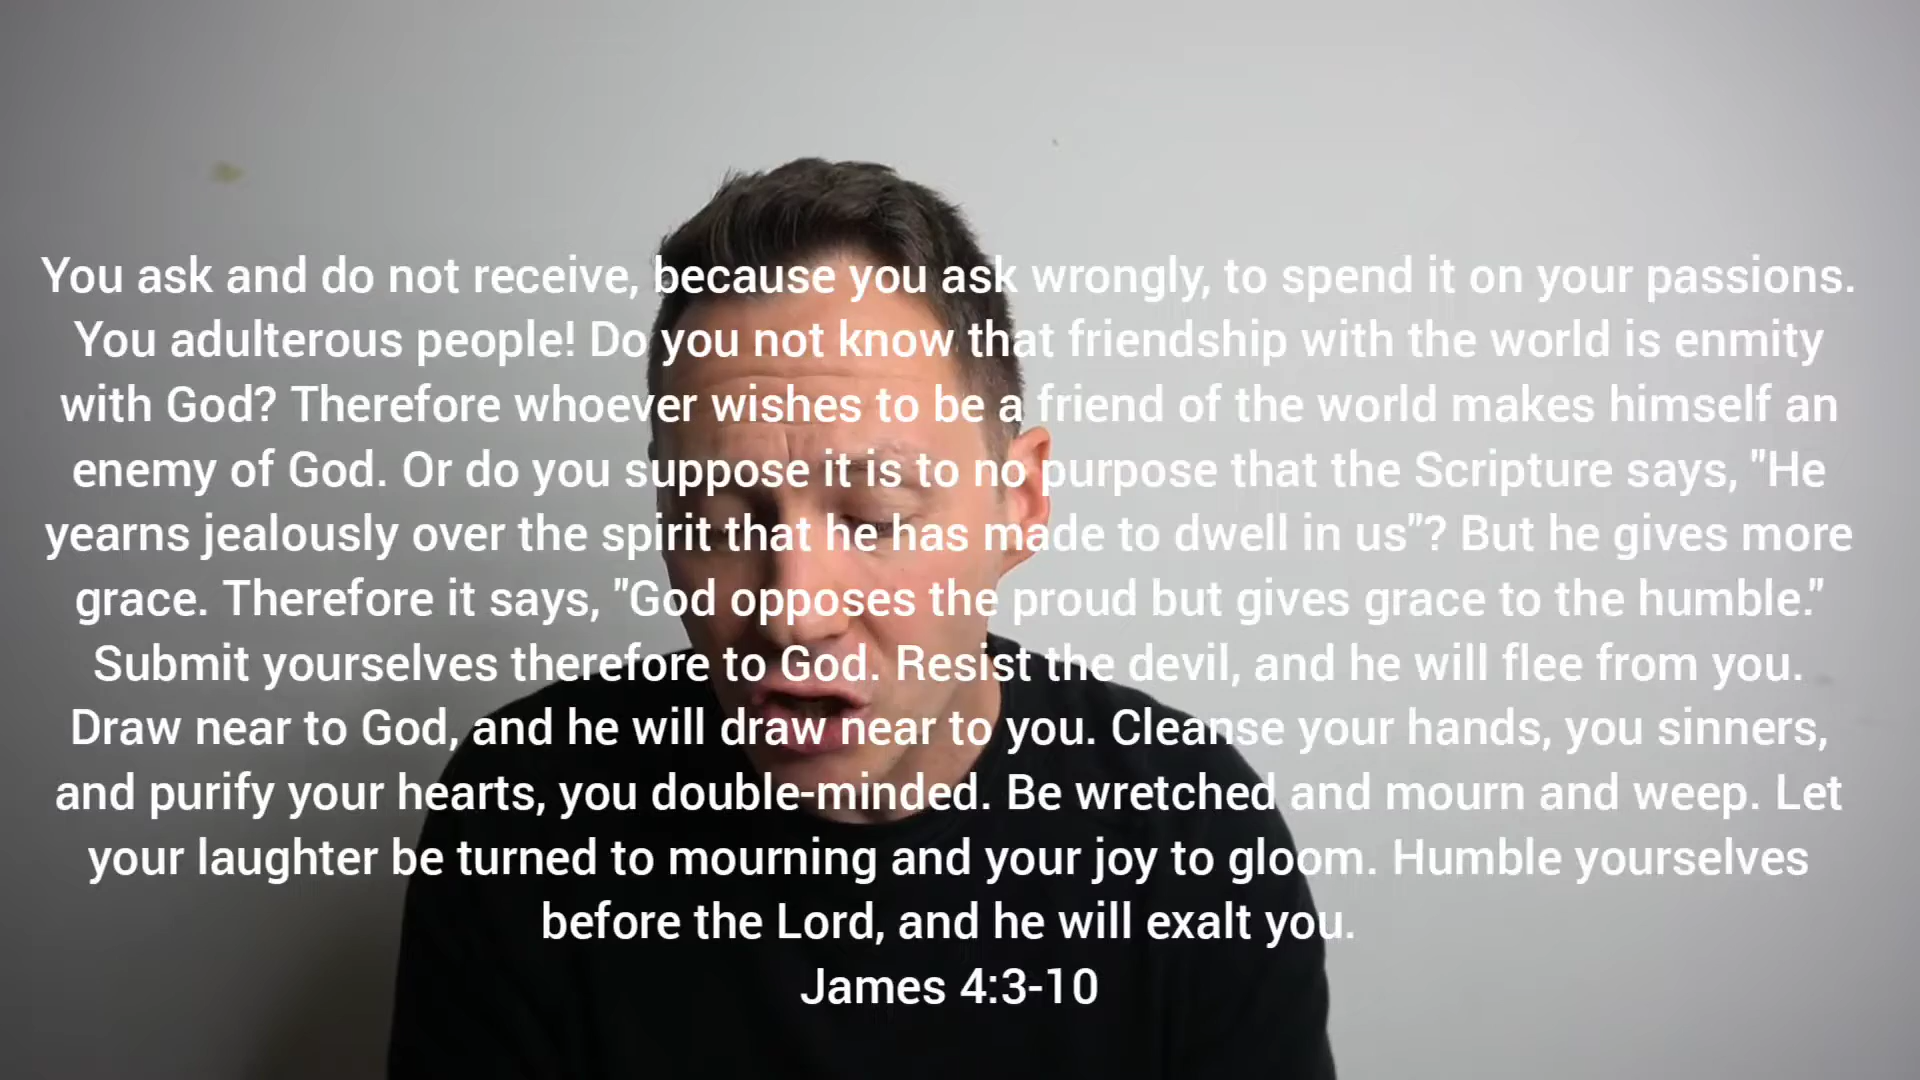 You ask and do not receive, because you ask wrongly, to spend it on your passions.
You adulterous people! Do you not know that friendship with the world is enmity
with God? Therefore whoever wishes to be a friend of the world makes himself an
enemy of God. Or do you suppose it is to no purpose that the Scripture says, "He
yearns jealously over the spirit that he has made to dwell in us"? But he gives more
grace. Therefore it says, "God opposes the proud but gives grace to the humble."
Submit yourselves therefore to God. Resist the devil, and he will flee from you.
Draw near to God, and he will draw near to you. Cleanse your hands, you sinners,
and purify your hearts, you double-minded. Be wretched and mourn and weep. Let
your laughter be turned to mourning and your joy to gloom. Humble yourselves
before the Lord, and he will exalt you.
James 4:3-10